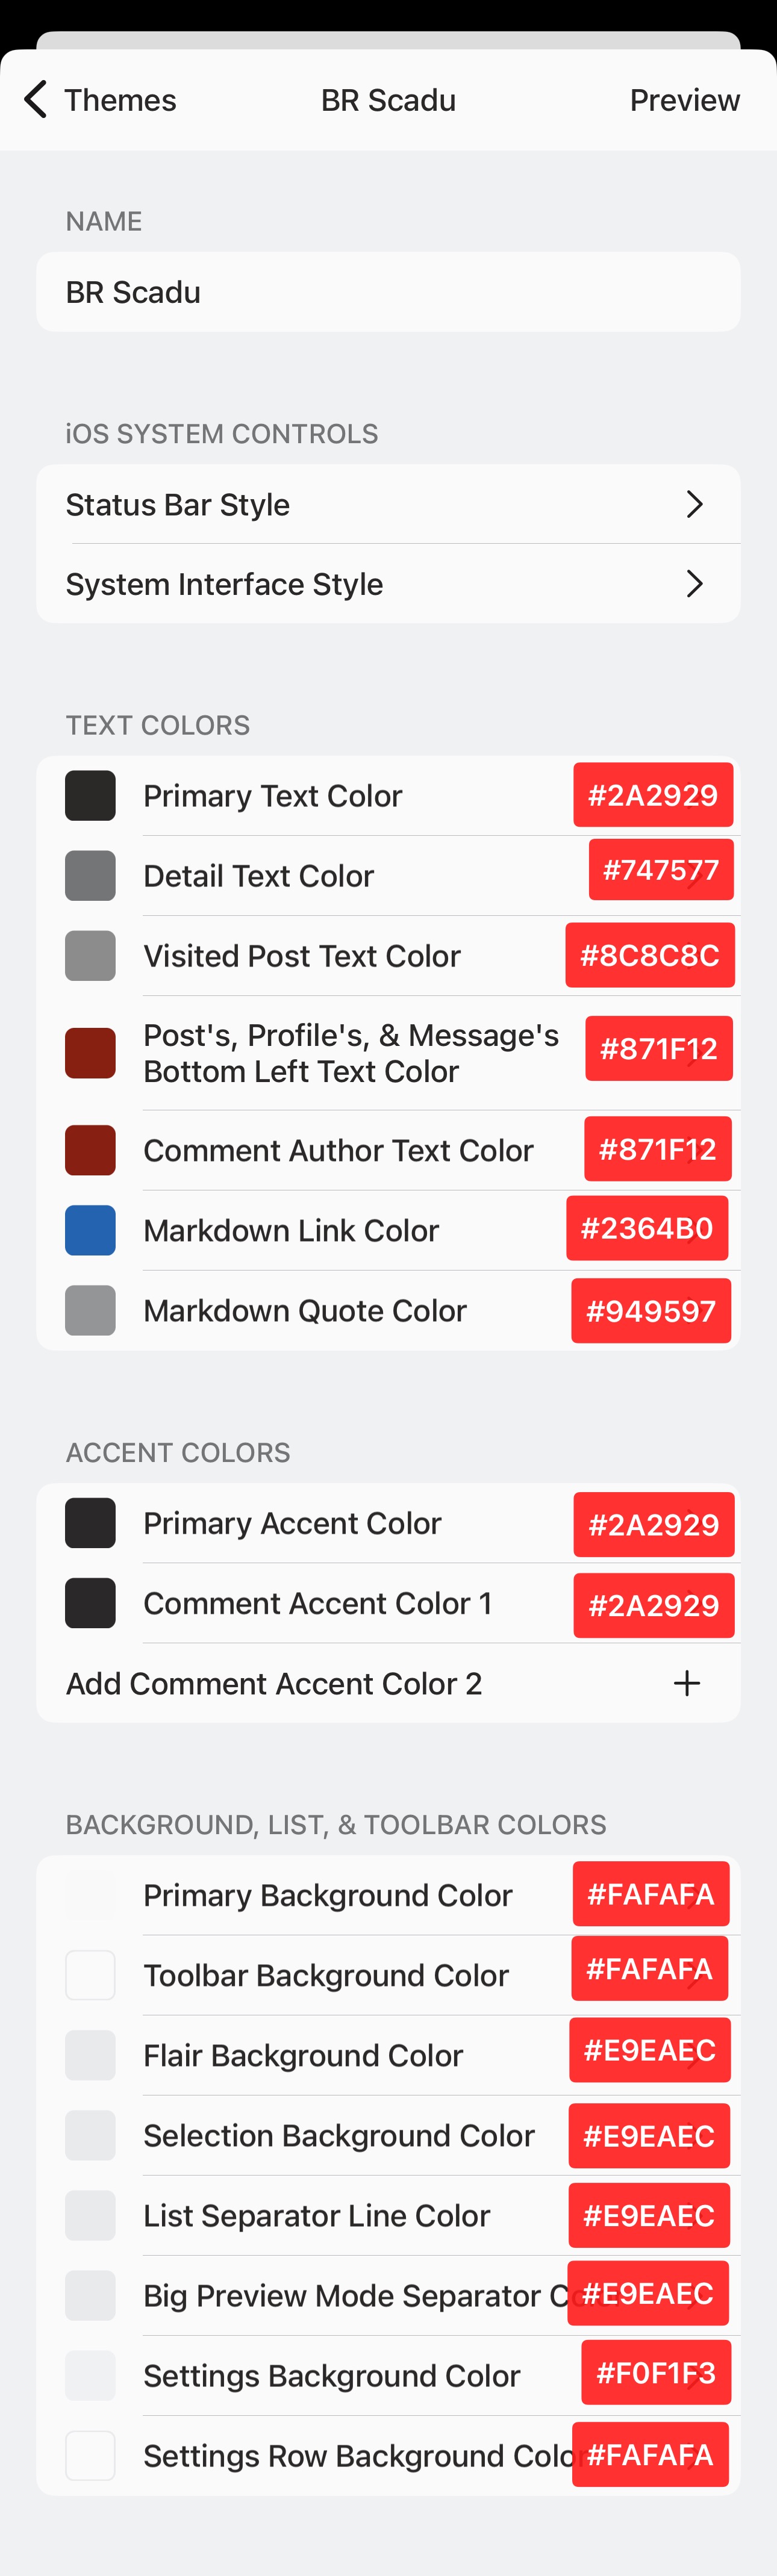 Themes
BR Scadu
Preview
NAME
BR Scadu
iOS SYSTEM CONTROLS
Status Bar Style
System Interface Style
TEXT COLORS
Primary Text Color #2A2929
Detail Text Color #747577
Visited Post Text Color #8C8C8C
Post's, Profile's, & Message's
Bottom Left Text Color #871F12
Comment Author Text Color #871F12
Markdown Link Color #2364B0
Markdown Quote Color #949597
ACCENT COLORS
Primary Accent Color #2A2929
Comment Accent Color 1 #2A2929
Add Comment Accent Color 2 +
BACKGROUND, LIST, & TOOLBAR COLORS
Primary Background Color #FAFAFA
Toolbar Background Color #FAFAFA
Flair Background Color #E9EAEC
Selection Background Color #E9EAEC
List Separator Line Color #E9EAEC
Big Preview Mode Separator Color #E9EAEC
Settings Background Color #F0F1F3
Settings Row Background Color #FAFAFA